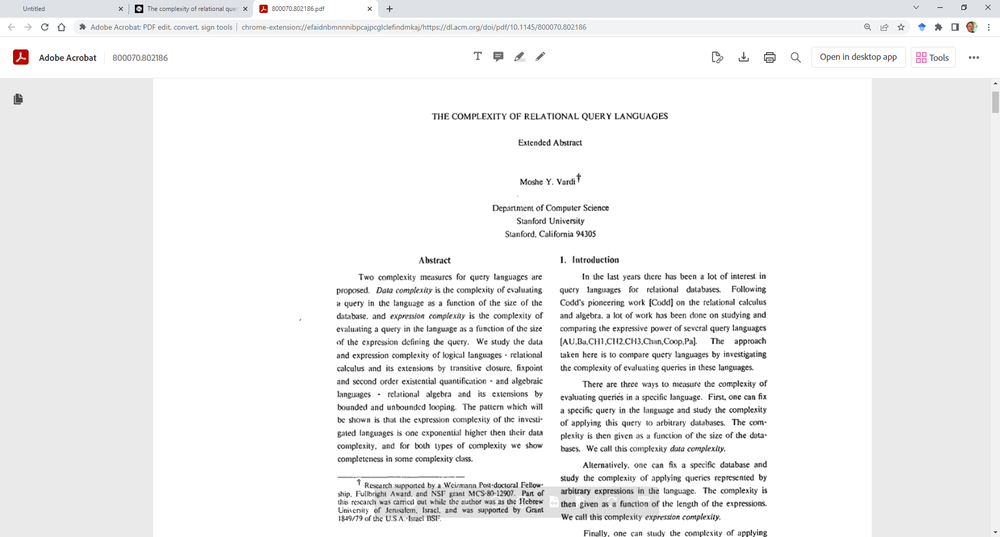 Untitled
The complexity of relational quer
800070.802186.pdf
Adobe Acrobat: PDF edit, convert, sign tools
chrome-extension://efaidnbmnnnibpcajpcglclefindmkaj/https://dl.acm.org/doi/pdf/10.1145/800070.802186
Adobe Acrobat
800070.802186
T
Open in desktop app
Tools
THE COMPLEXITY OF RELATIONAL QUERY LANGUAGES
Extended Abstract
Moshe Y. Vardi†
Department of Computer Science
Stanford University
Stanford, California 94305
Abstract
Two complexity measures for query languages are
proposed. Data complexity is the complexity of evaluating
a query in the language as a function of the size of the
database, and expression complexity is the complexity of
evaluating a query in the language as a function of the size
of the expression defining the query. We study the data
and expression complexity of logical languages - relational
calculus and its extensions by transitive closure, fixpoint
and second order existential quantification - and algebraic
languages - relational algebra and its extensions by
bounded and unbounded looping. The pattern which will
be shown is that the expression complexity of the investi-
gated languages is one exponential higher then their data
complexity, and for both types of complexity we show
completeness in some complexity class.
† Research supported by a Weizmann Post-doctoral Fellow-
ship, Fullbright Award, and NSF grant MCS-80-12907. Part of
this research was carried out while the author was as the Hebrew
University of Jerusalem, Israel, and was supported by Grant
1849/79 of the U.S.A.-Israel BSF.
1. Introduction
In the last years there has been a lot of interest in
query languages for relational databases. Following
Codd's pioneering work [Codd] on the relational calculus
and algebra, a lot of work has been done on studying and
comparing the expressive power of several query languages
[AU,Ba,CH1,CH2,CH3,Chan,Coop,Pa]. The approach
taken here is to compare query languages by investigating
the complexity of evaluating queries in these languages.
There are three ways to measure the complexity of
evaluating queries in a specific language. First, one can fix
a specific query in the language and study the complexity
of applying this query to arbitrary databases. The com-
plexity is then given as a function of the size of the data-
bases. We call this complexity data complexity.
Alternatively, one can fix a specific database and
study the complexity of applying queries represented by
arbitrary expressions in the language. The complexity is
then given as a function of the length of the expressions.
We call this complexity expression complexity.
Finally, one can study the complexity of applying